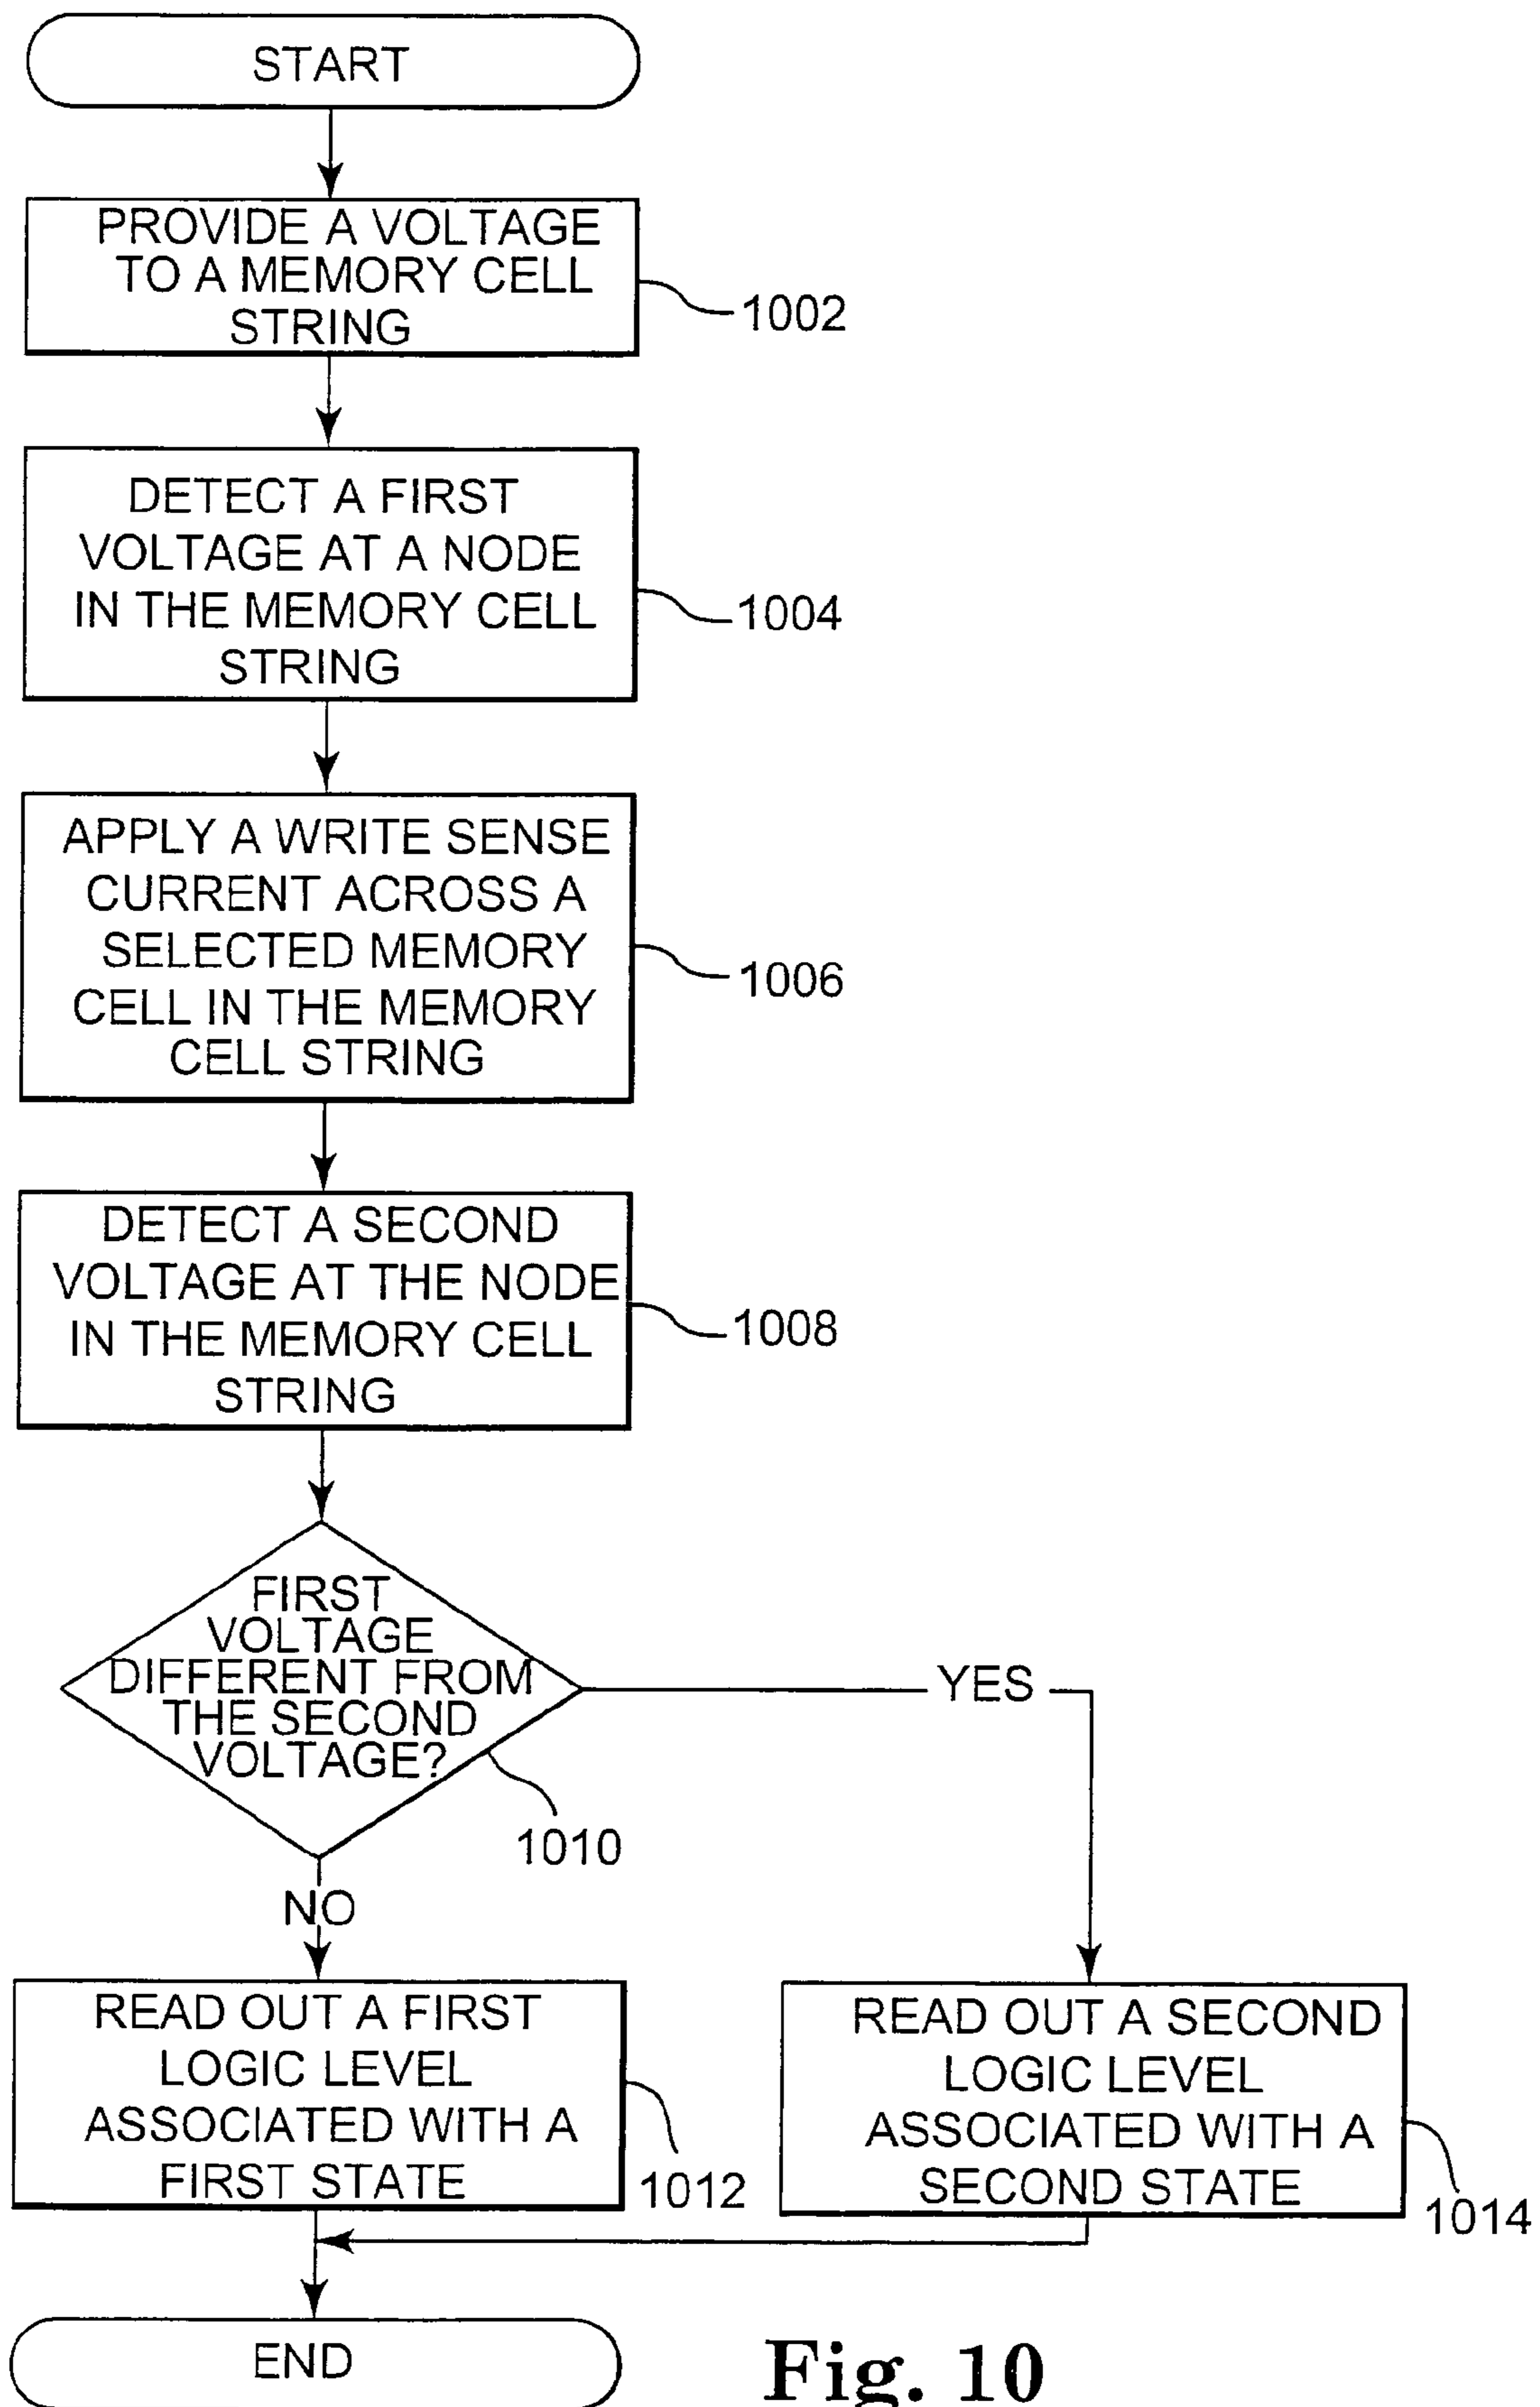 START
PROVIDE A VOLTAGE
TO A MEMORY CELL
STRING
1002
DETECT A FIRST
VOLTAGE AT A NODE
IN THE MEMORY CELL
STRING
1004
APPLY A WRITE SENSE
CURRENT ACROSS A
SELECTED MEMORY
CELL IN THE MEMORY
CELL STRING
1006
DETECT A SECOND
VOLTAGE AT THE NODE
IN THE MEMORY CELL
STRING
1008
FIRST
VOLTAGE
DIFFERENT FROM
THE SECOND
VOLTAGE?
YES
1010
NO
READ OUT A FIRST
LOGIC LEVEL
ASSOCIATED WITH A
FIRST STATE
1012
READ OUT A SECOND
LOGIC LEVEL
ASSOCIATED WITH A
SECOND STATE
1014
END
Fig. 10